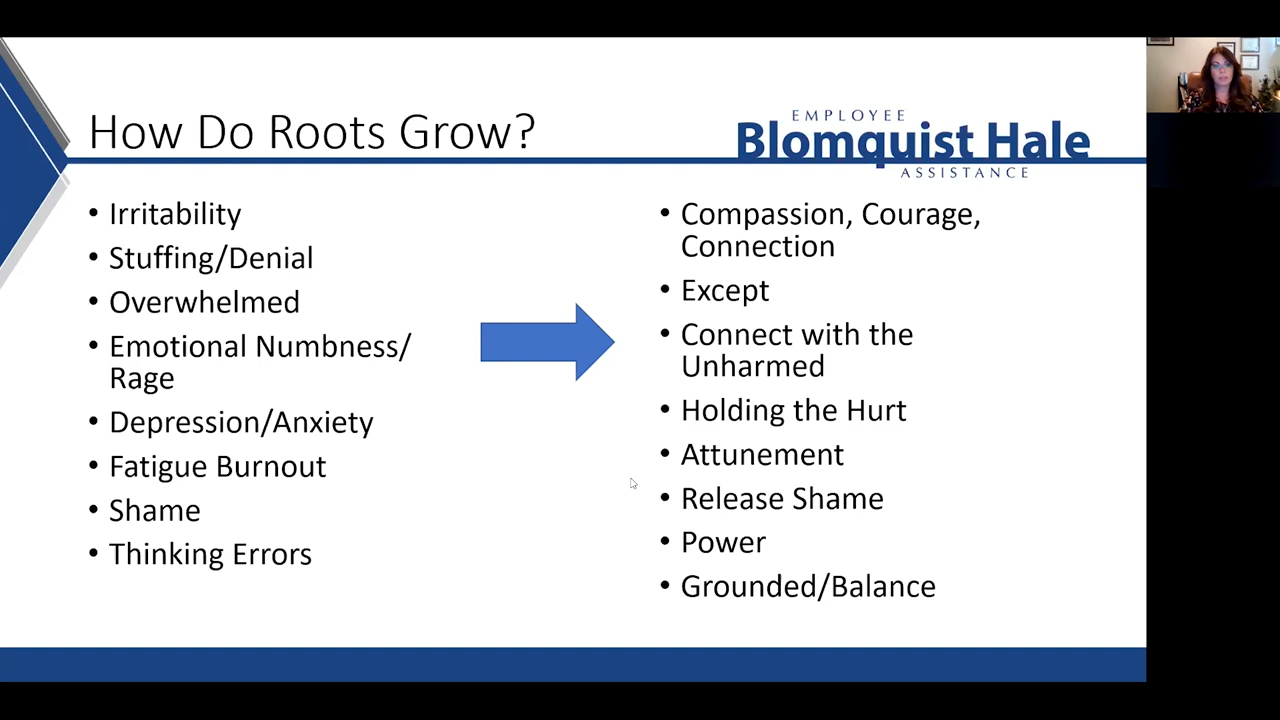 How Do Roots Grow?
EMPLOYEE
Blomquist Hale
ASSISTANCE
• Irritability
• Stuffing/Denial
• Overwhelmed
• Emotional Numbness/
Rage
• Depression/Anxiety
• Fatigue Burnout
• Shame
• Thinking Errors
• Compassion, Courage,
Connection
• Except
• Connect with the
Unharmed
• Holding the Hurt
• Attunement
• Release Shame
• Power
• Grounded/Balance